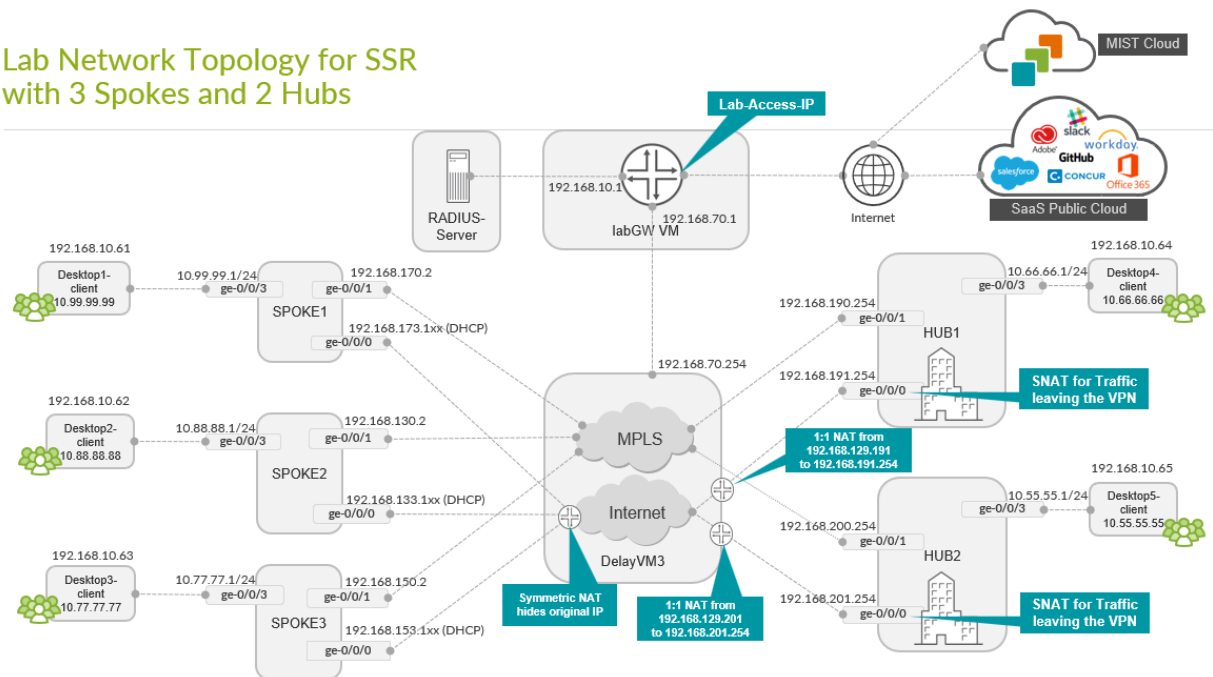 Lab Network Topology for SSR
with 3 Spokes and 2 Hubs
MIST Cloud
Lab-Access-IP
slack
Adobe
workday.
GitHub
salesforce
C. CONCUR
Office 365
SaaS Public Cloud
RADIUS-
Server
192.168.10.1
192.168.70.1
labGW VM
Internet
192.168.10.61
Desktop1-
client
10.99.99.99
10.99.99.1/24
ge-0/0/3
SPOKE1
192.168.170.2
ge-0/0/1
192.168.173.1xx (DHCP)
ge-0/0/0
192.168.10.62
Desktop2-
client
10.88.88.88
10.88.88.1/24
ge-0/0/3
SPOKE2
192.168.130.2
ge-0/0/1
192.168.133.1xx (DHCP)
ge-0/0/0
192.168.10.63
Desktop3-
client
10.77.77.77
10.77.77.1/24
ge-0/0/3
SPOKE3
192.168.150.2
ge-0/0/1
192.168.153.1xx (DHCP)
ge-0/0/0
192.168.70.254
MPLS
Internet
DelayVM3
Symmetric NAT
hides original IP
1:1 NAT from
192.168.129.191
to 192.168.191.254
1:1 NAT from
192.168.129.201
to 192.168.201.254
192.168.190.254
ge-0/0/1
HUB1
192.168.191.254
ge-0/0/0
10.66.66.1/24
ge-0/0/3
192.168.10.64
Desktop4-
client
10.66.66.66
SNAT for Traffic
leaving the VPN
192.168.200.254
ge-0/0/1
HUB2
192.168.201.254
ge-0/0/0
10.55.55.1/24
ge-0/0/3
192.168.10.65
Desktop5-
client
10.55.55.55
SNAT for Traffic
leaving the VPN